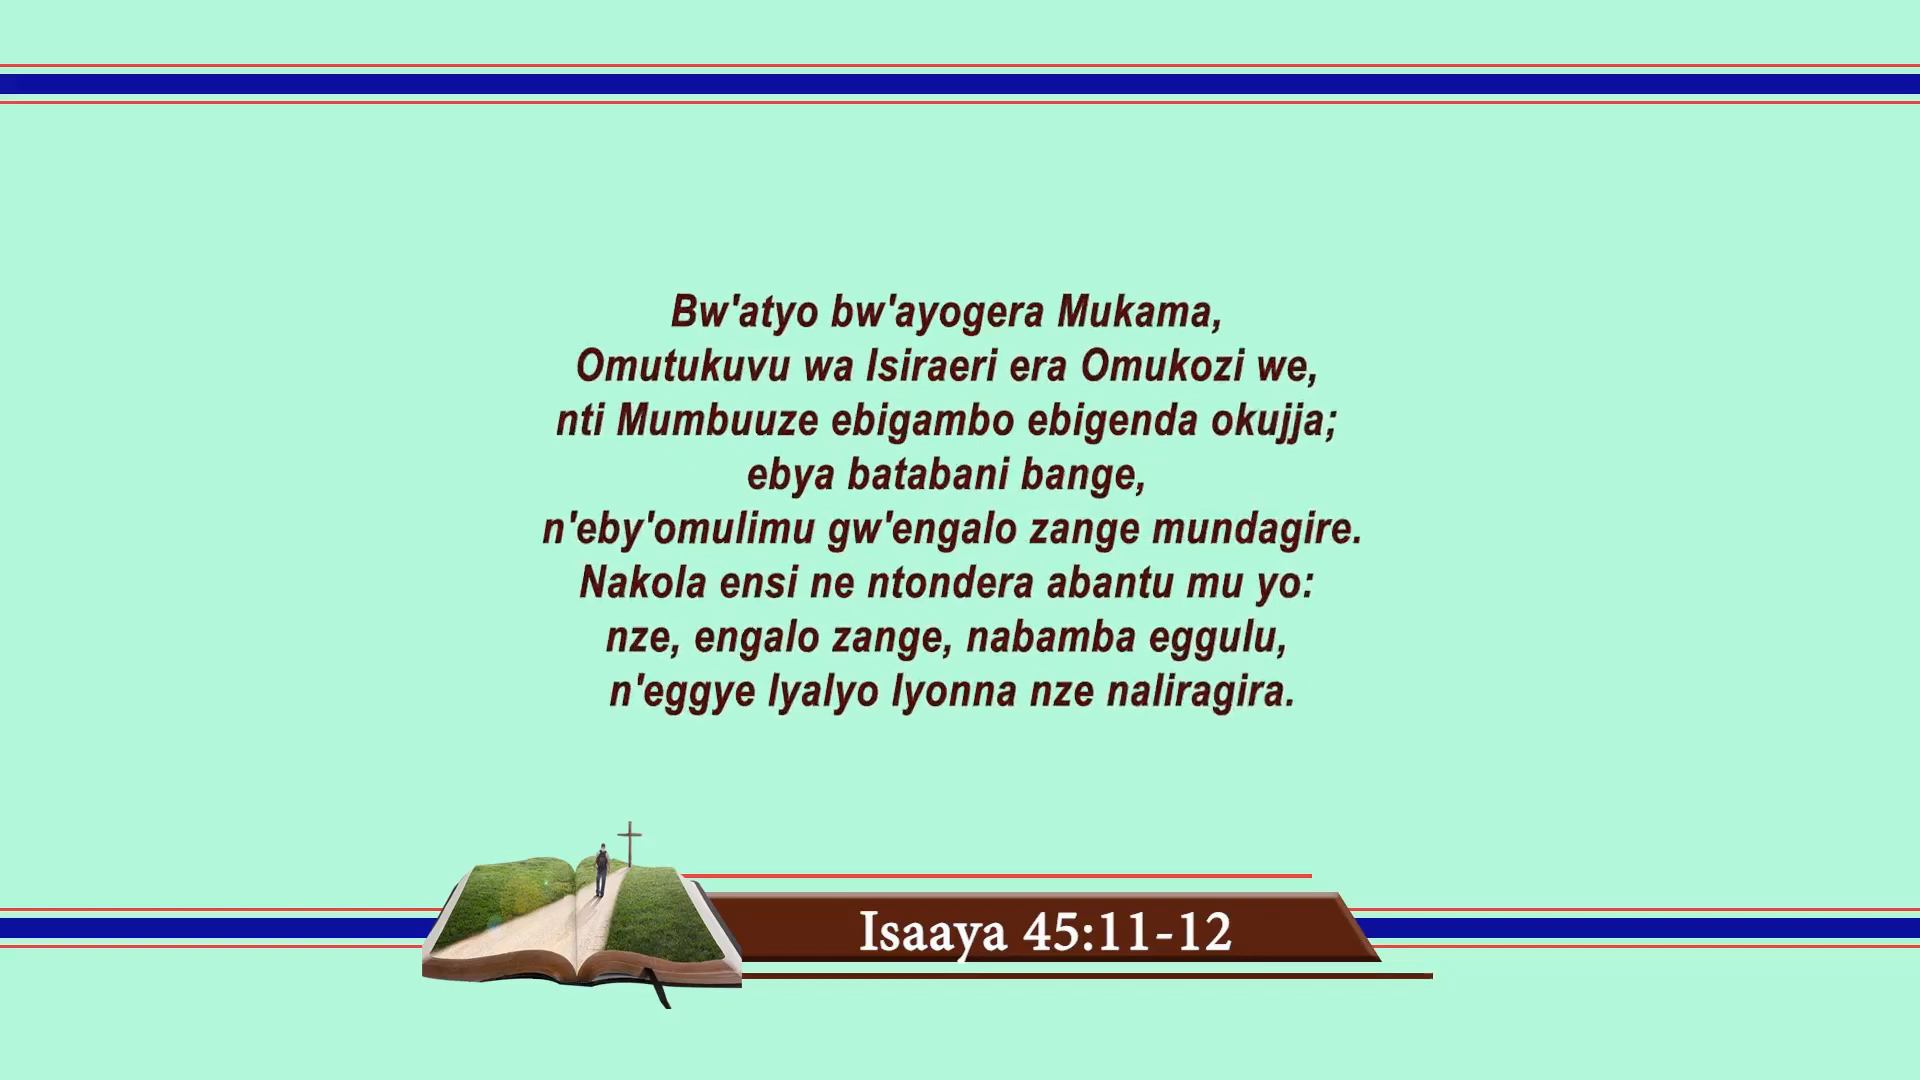 Bw'atyo bw'ayogera Mukama,
Omutukuvu wa Isiraeri era Omukozi we,
nti Mumbuuze ebigambo ebigenda okujja;
ebya batabani bange,
n'eby'omulimu gw'engalo zange mundagire.
Nakola ensi ne ntondera abantu mu yo:
nze, engalo zange, nabamba eggulu,
n'eggye lyalyo lyonna nze naliragira.
Isaaya 45:11-12